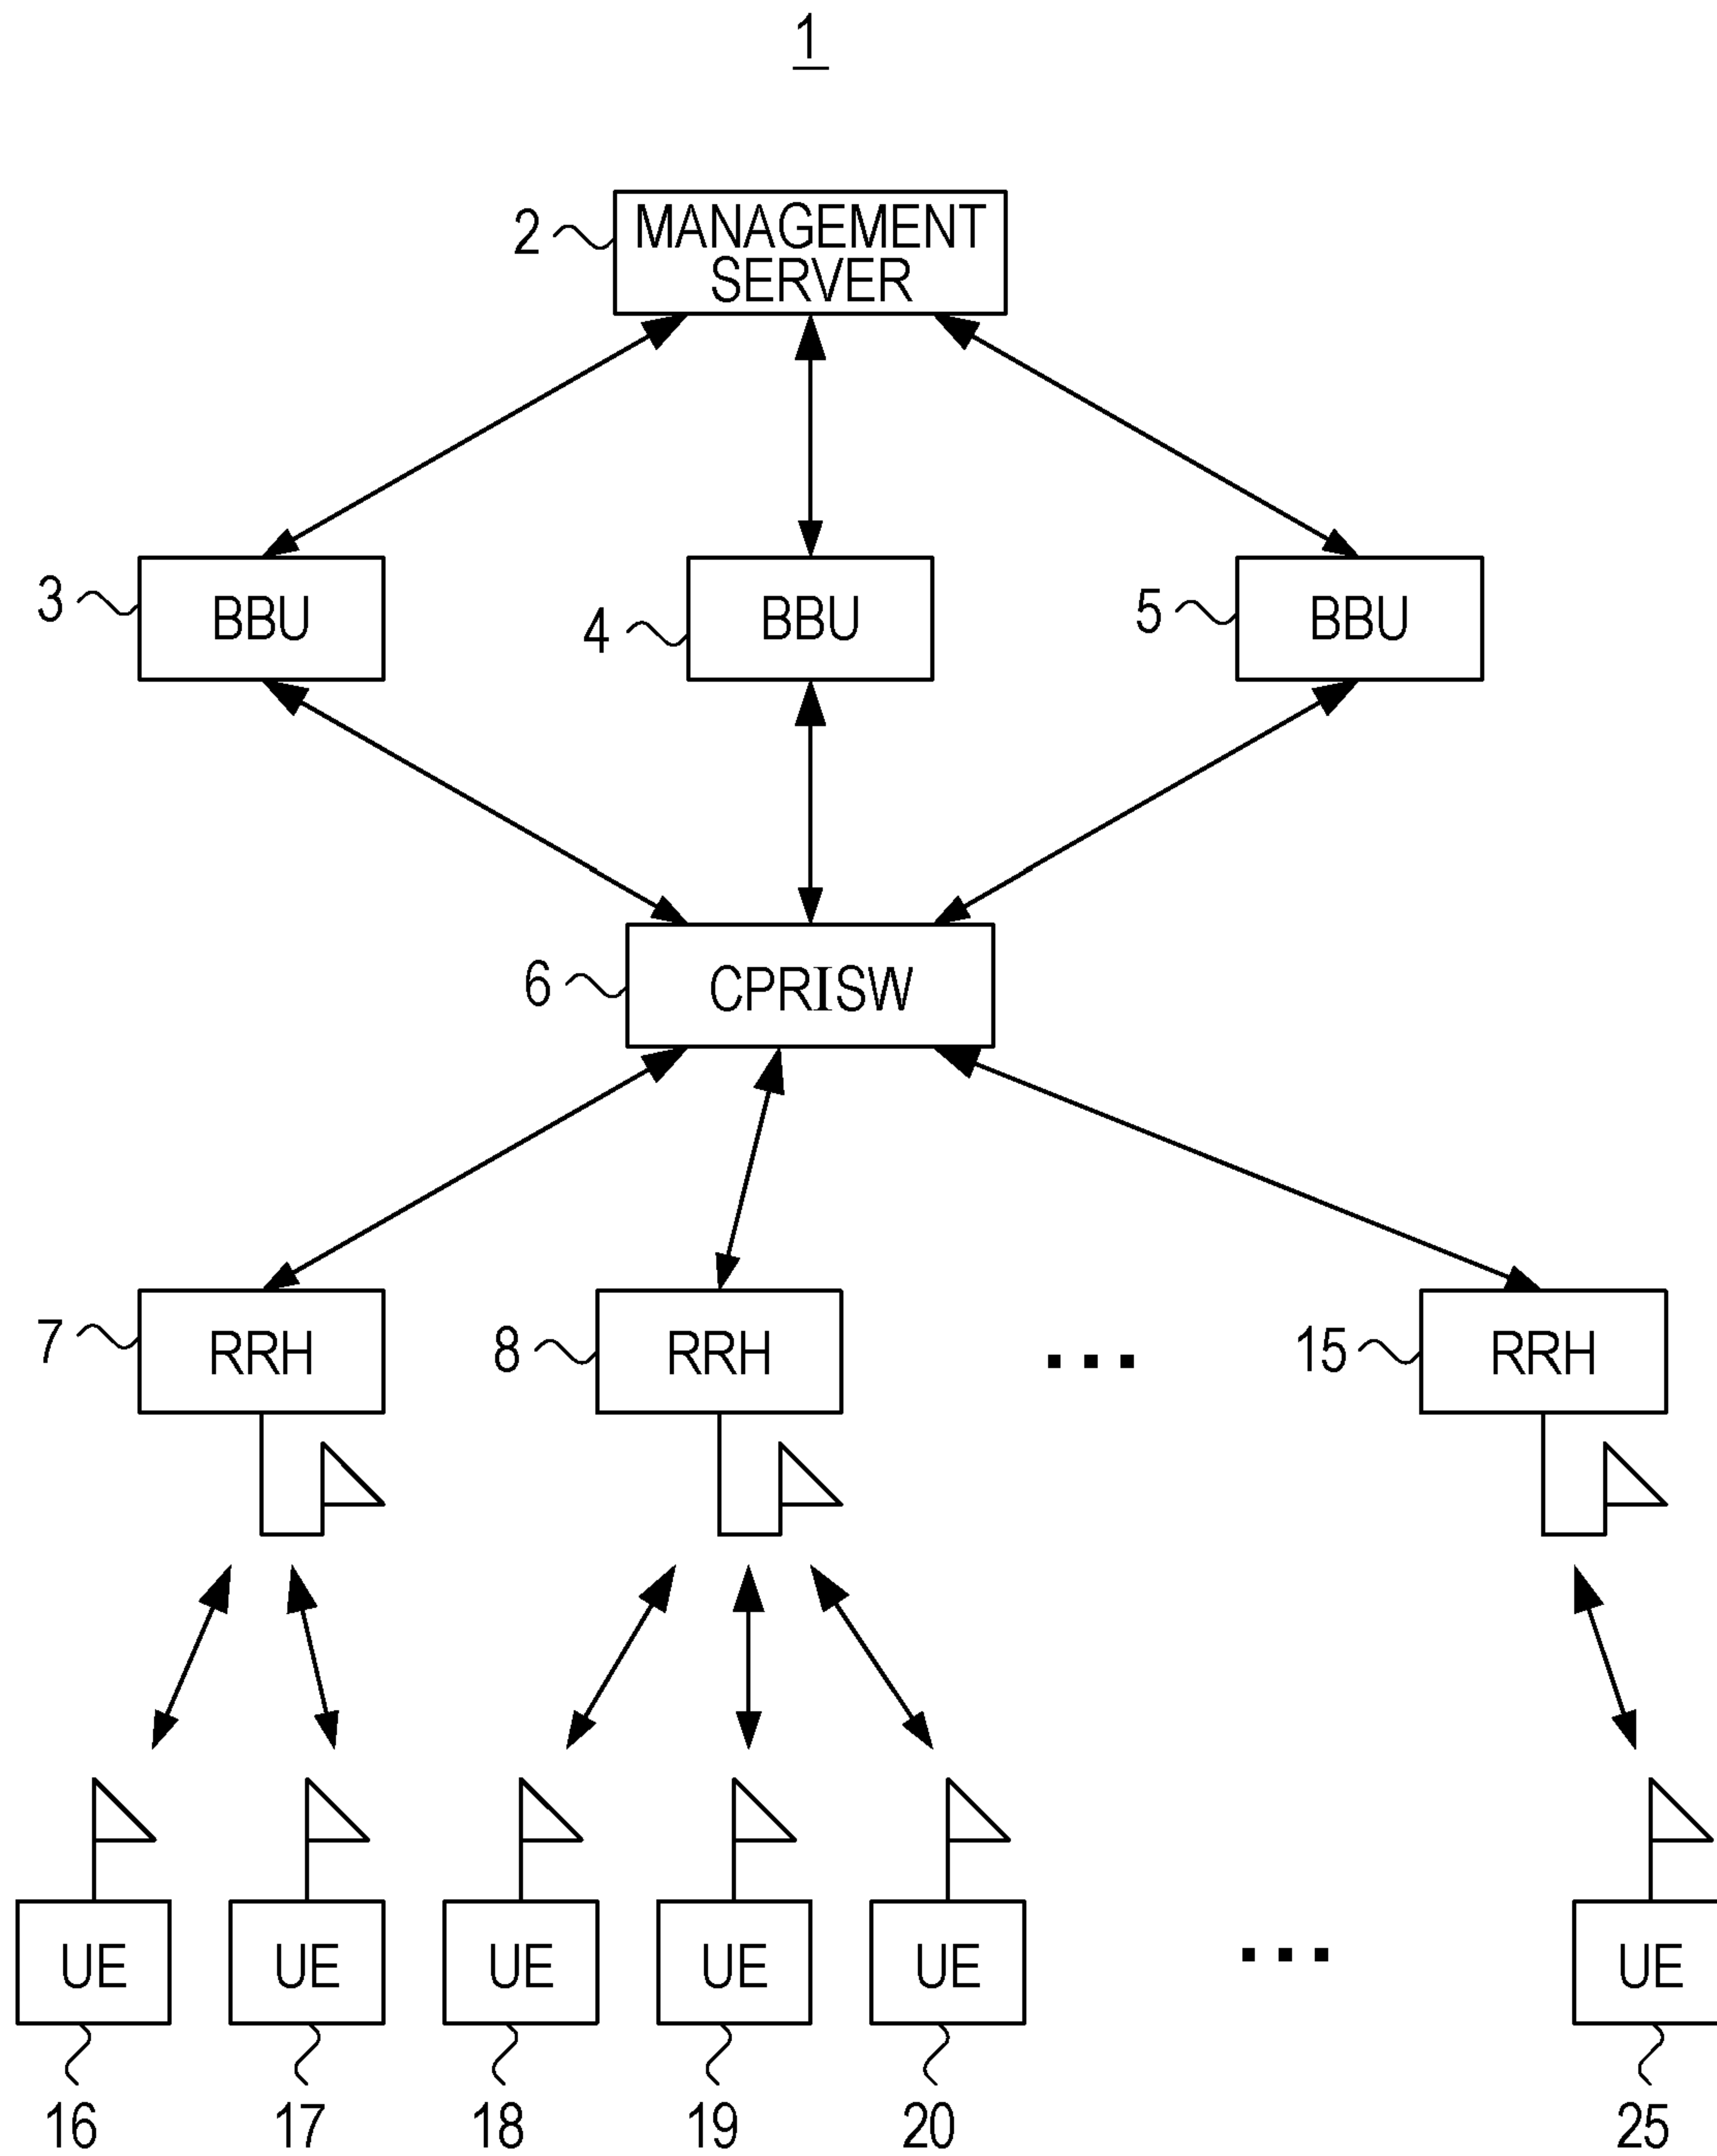 1
2
MANAGEMENT
SERVER
3
BBU
4
BBU
5
BBU
6
CPRISW
7
RRH
8
RRH
...
15
RRH
UE
UE
UE
UE
UE
...
UE
16
17
18
19
20
25